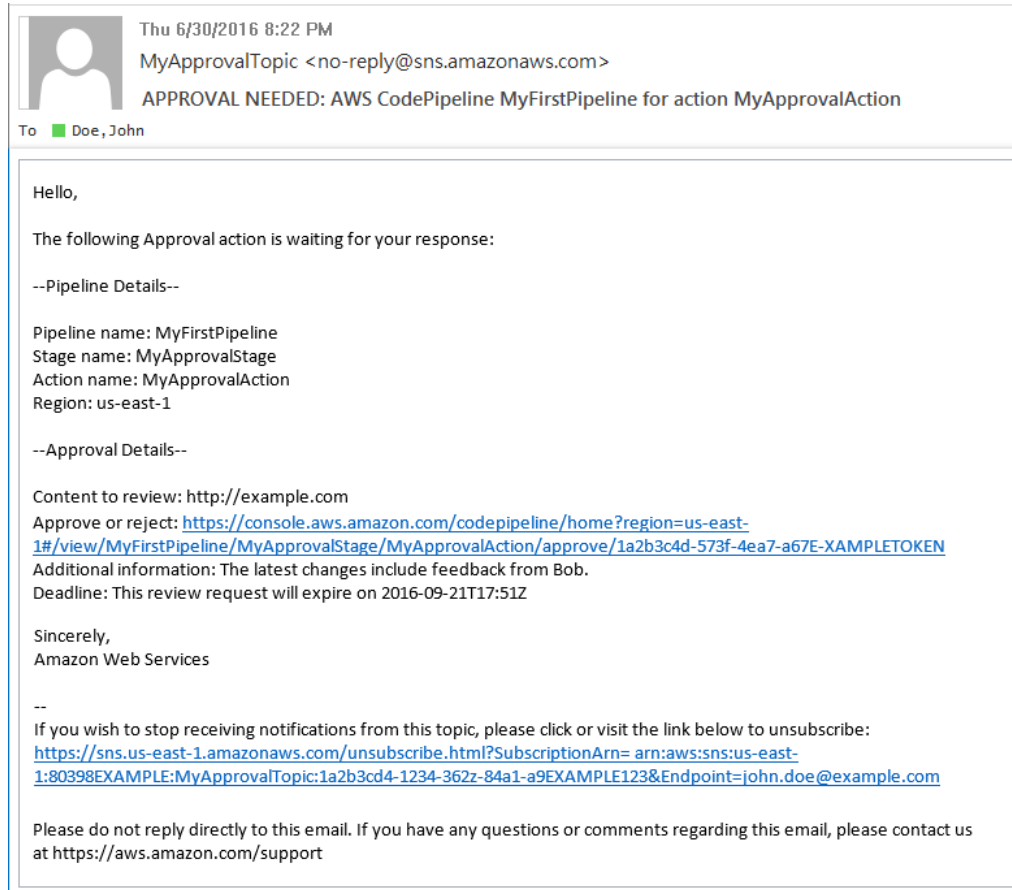 Thu 6/30/2016 8:22 PM
MyApprovalTopic <no-reply@sns.amazonaws.com>
APPROVAL NEEDED: AWS CodePipeline MyFirstPipeline for action MyApprovalAction
To Doe,John
Hello,
The following Approval action is waiting for your response:
--Pipeline Details--
Pipeline name: MyFirstPipeline
Stage name: MyApprovalStage
Action name: MyApprovalAction
Region: us-east-1
--Approval Details--
Content to review: http://example.com
Approve or reject: https://console.aws.amazon.com/codepipeline/home?region=us-east-
1#/view/MyFirstPipeline/MyApprovalStage/MyApprovalAction/approve/1a2b3c4d-573f-4ea7-a67E-XAMPLETOKEN
Additional information: The latest changes include feedback from Bob.
Deadline: This review request will expire on 2016-09-21T17:51Z
Sincerely,
Amazon Web Services
--
If you wish to stop receiving notifications from this topic, please click or visit the link below to unsubscribe:
https://sns.us-east-1.amazonaws.com/unsubscribe.html?SubscriptionArn= arn:aws:sns:us-east-
1:80398EXAMPLE:MyApprovalTopic:1a2b3cd4-1234-362z-84a1-a9EXAMPLE123&Endpoint=john.doe@example.com
Please do not reply directly to this email. If you have any questions or comments regarding this email, please contact us
at https://aws.amazon.com/support